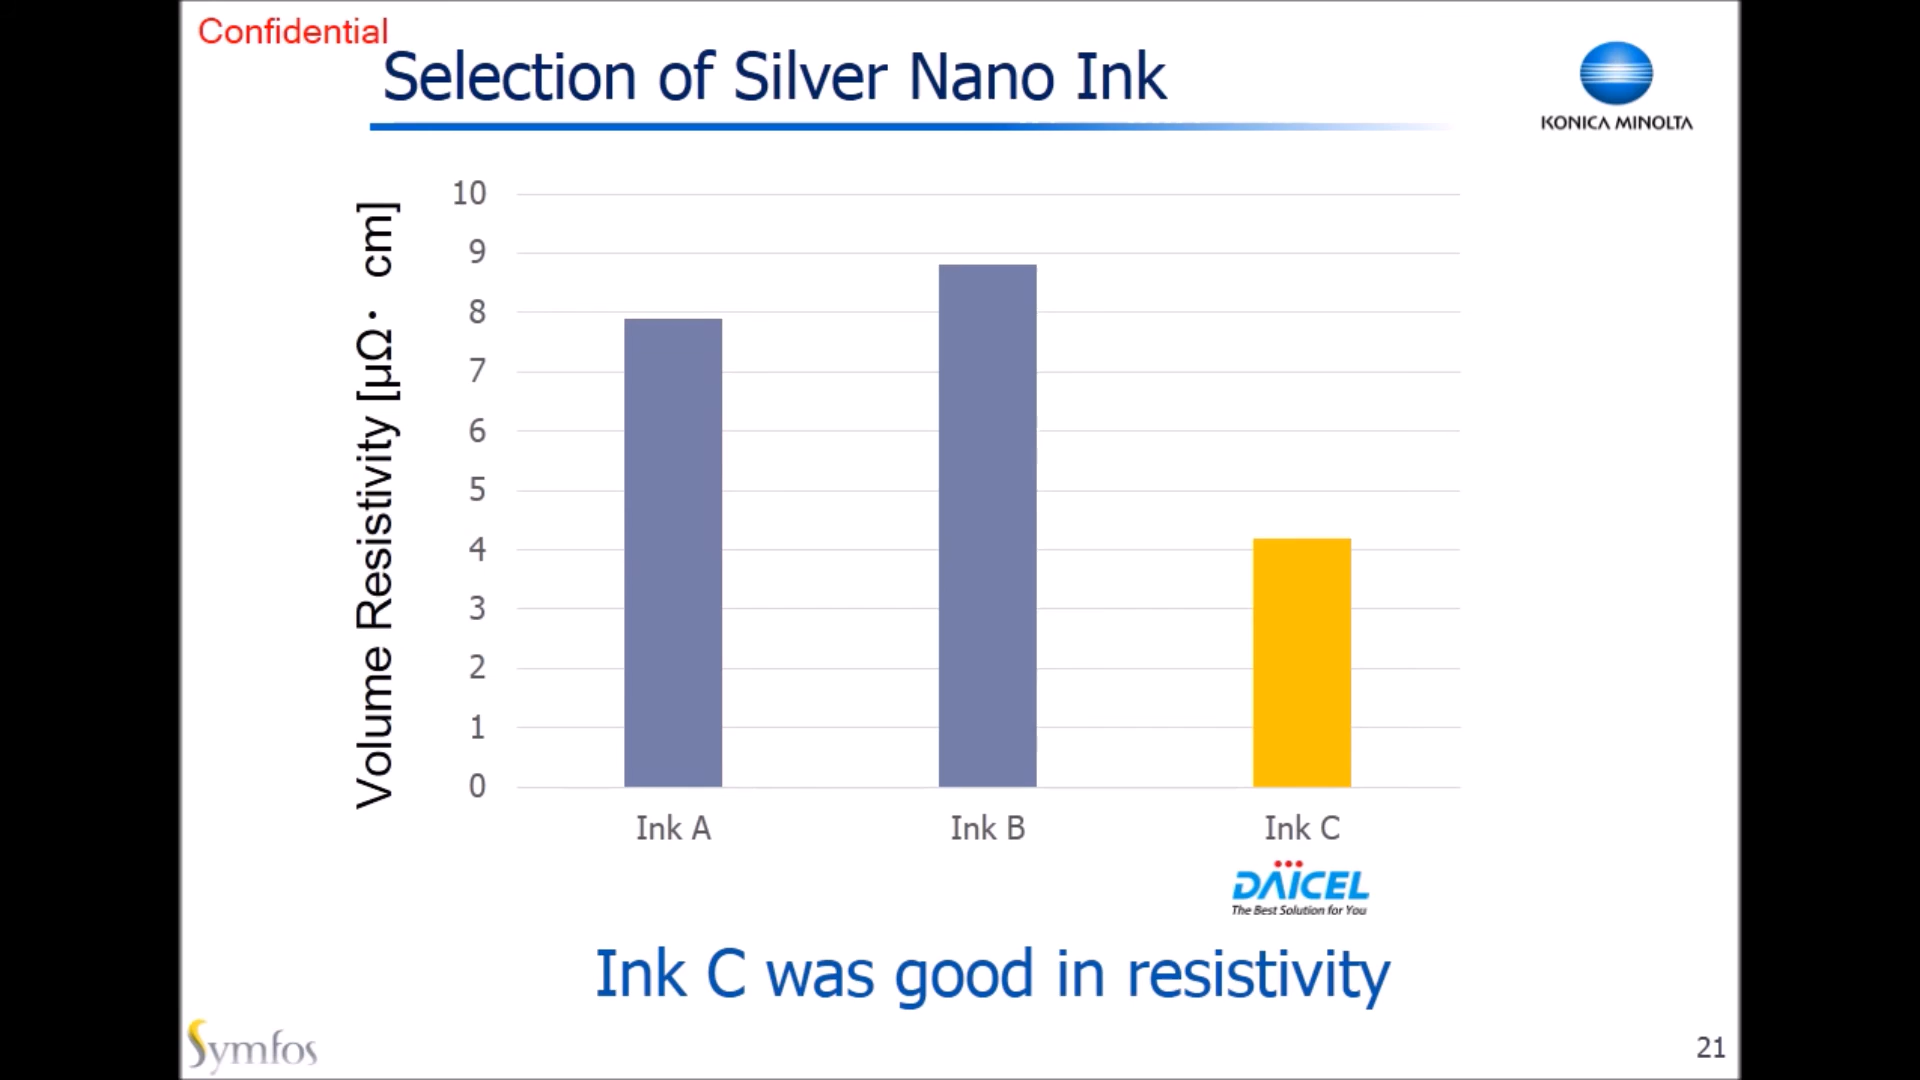 Confidential
Selection of Silver Nano Ink
KONICA MINOLTA
Volume Resistivity [μΩ· cm]
10
9
8
7
6
5
4
3
2
1
0
Ink A
Ink B
Ink C
DAICEL
The Best Solution for You
Ink C was good in resistivity
Symfos
21